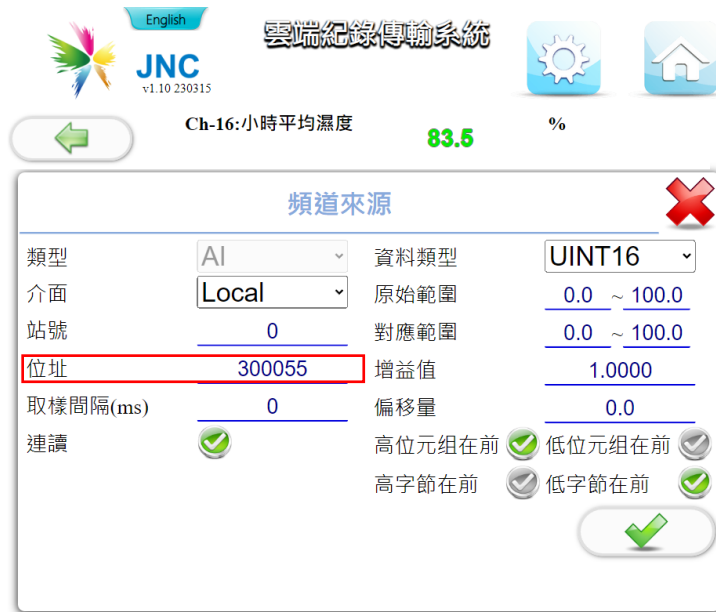 English
雲端紀錄傳輸系統
JNC
v1.10 230315
Ch-16:小時平均濕度 83.5 %
頻道來源
類型 AI 資料類型 UINT16
介面 Local 原始範圍 0.0 ~ 100.0
站號 0 對應範圍 0.0 ~ 100.0
位址 300055 增益值 1.0000
取樣間隔(ms) 0 偏移量 0.0
連讀 高位元组在前 低位元组在前
高字節在前 低字節在前